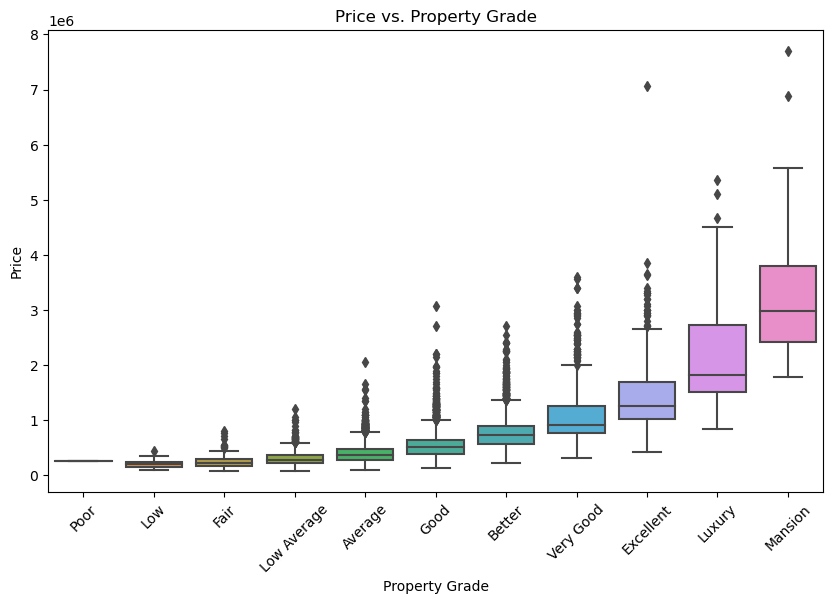 Price vs. Property Grade
1e6
8
7
6
5
4
3
2
1
0
Price
Poor
Low
Fair
Low Average
Average
Good
Better
Very Good
Excellent
Luxury
Mansion
Property Grade